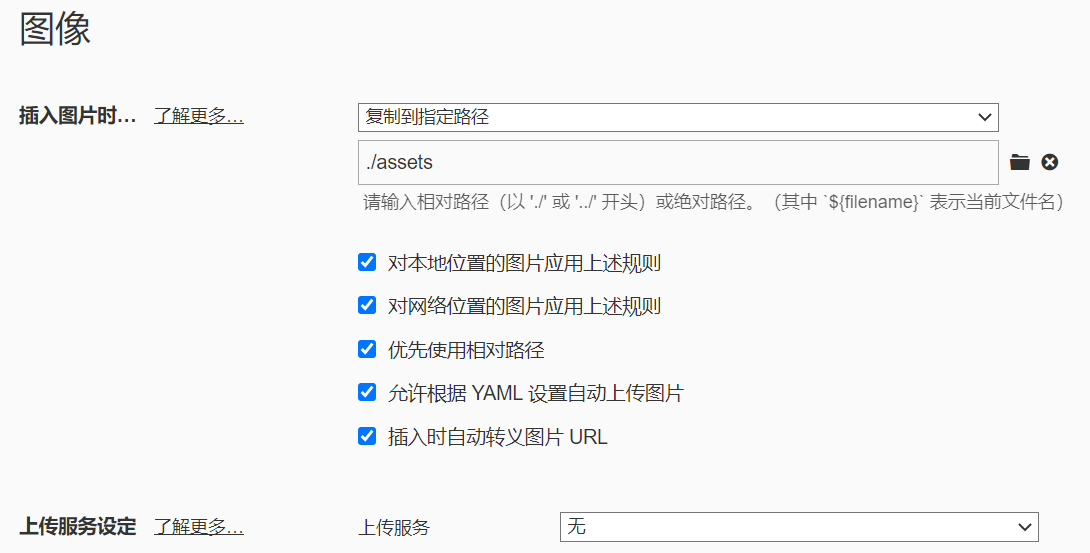 图像
插入图片时… 了解更多… 复制到指定路径
./assets
请输入相对路径（以 './' 或 '../' 开头）或绝对路径。（其中 `${filename}` 表示当前文件名）
对本地位置的图片应用上述规则
对网络位置的图片应用上述规则
优先使用相对路径
允许根据 YAML 设置自动上传图片
插入时自动转义图片 URL
上传服务设定 了解更多… 上传服务 无